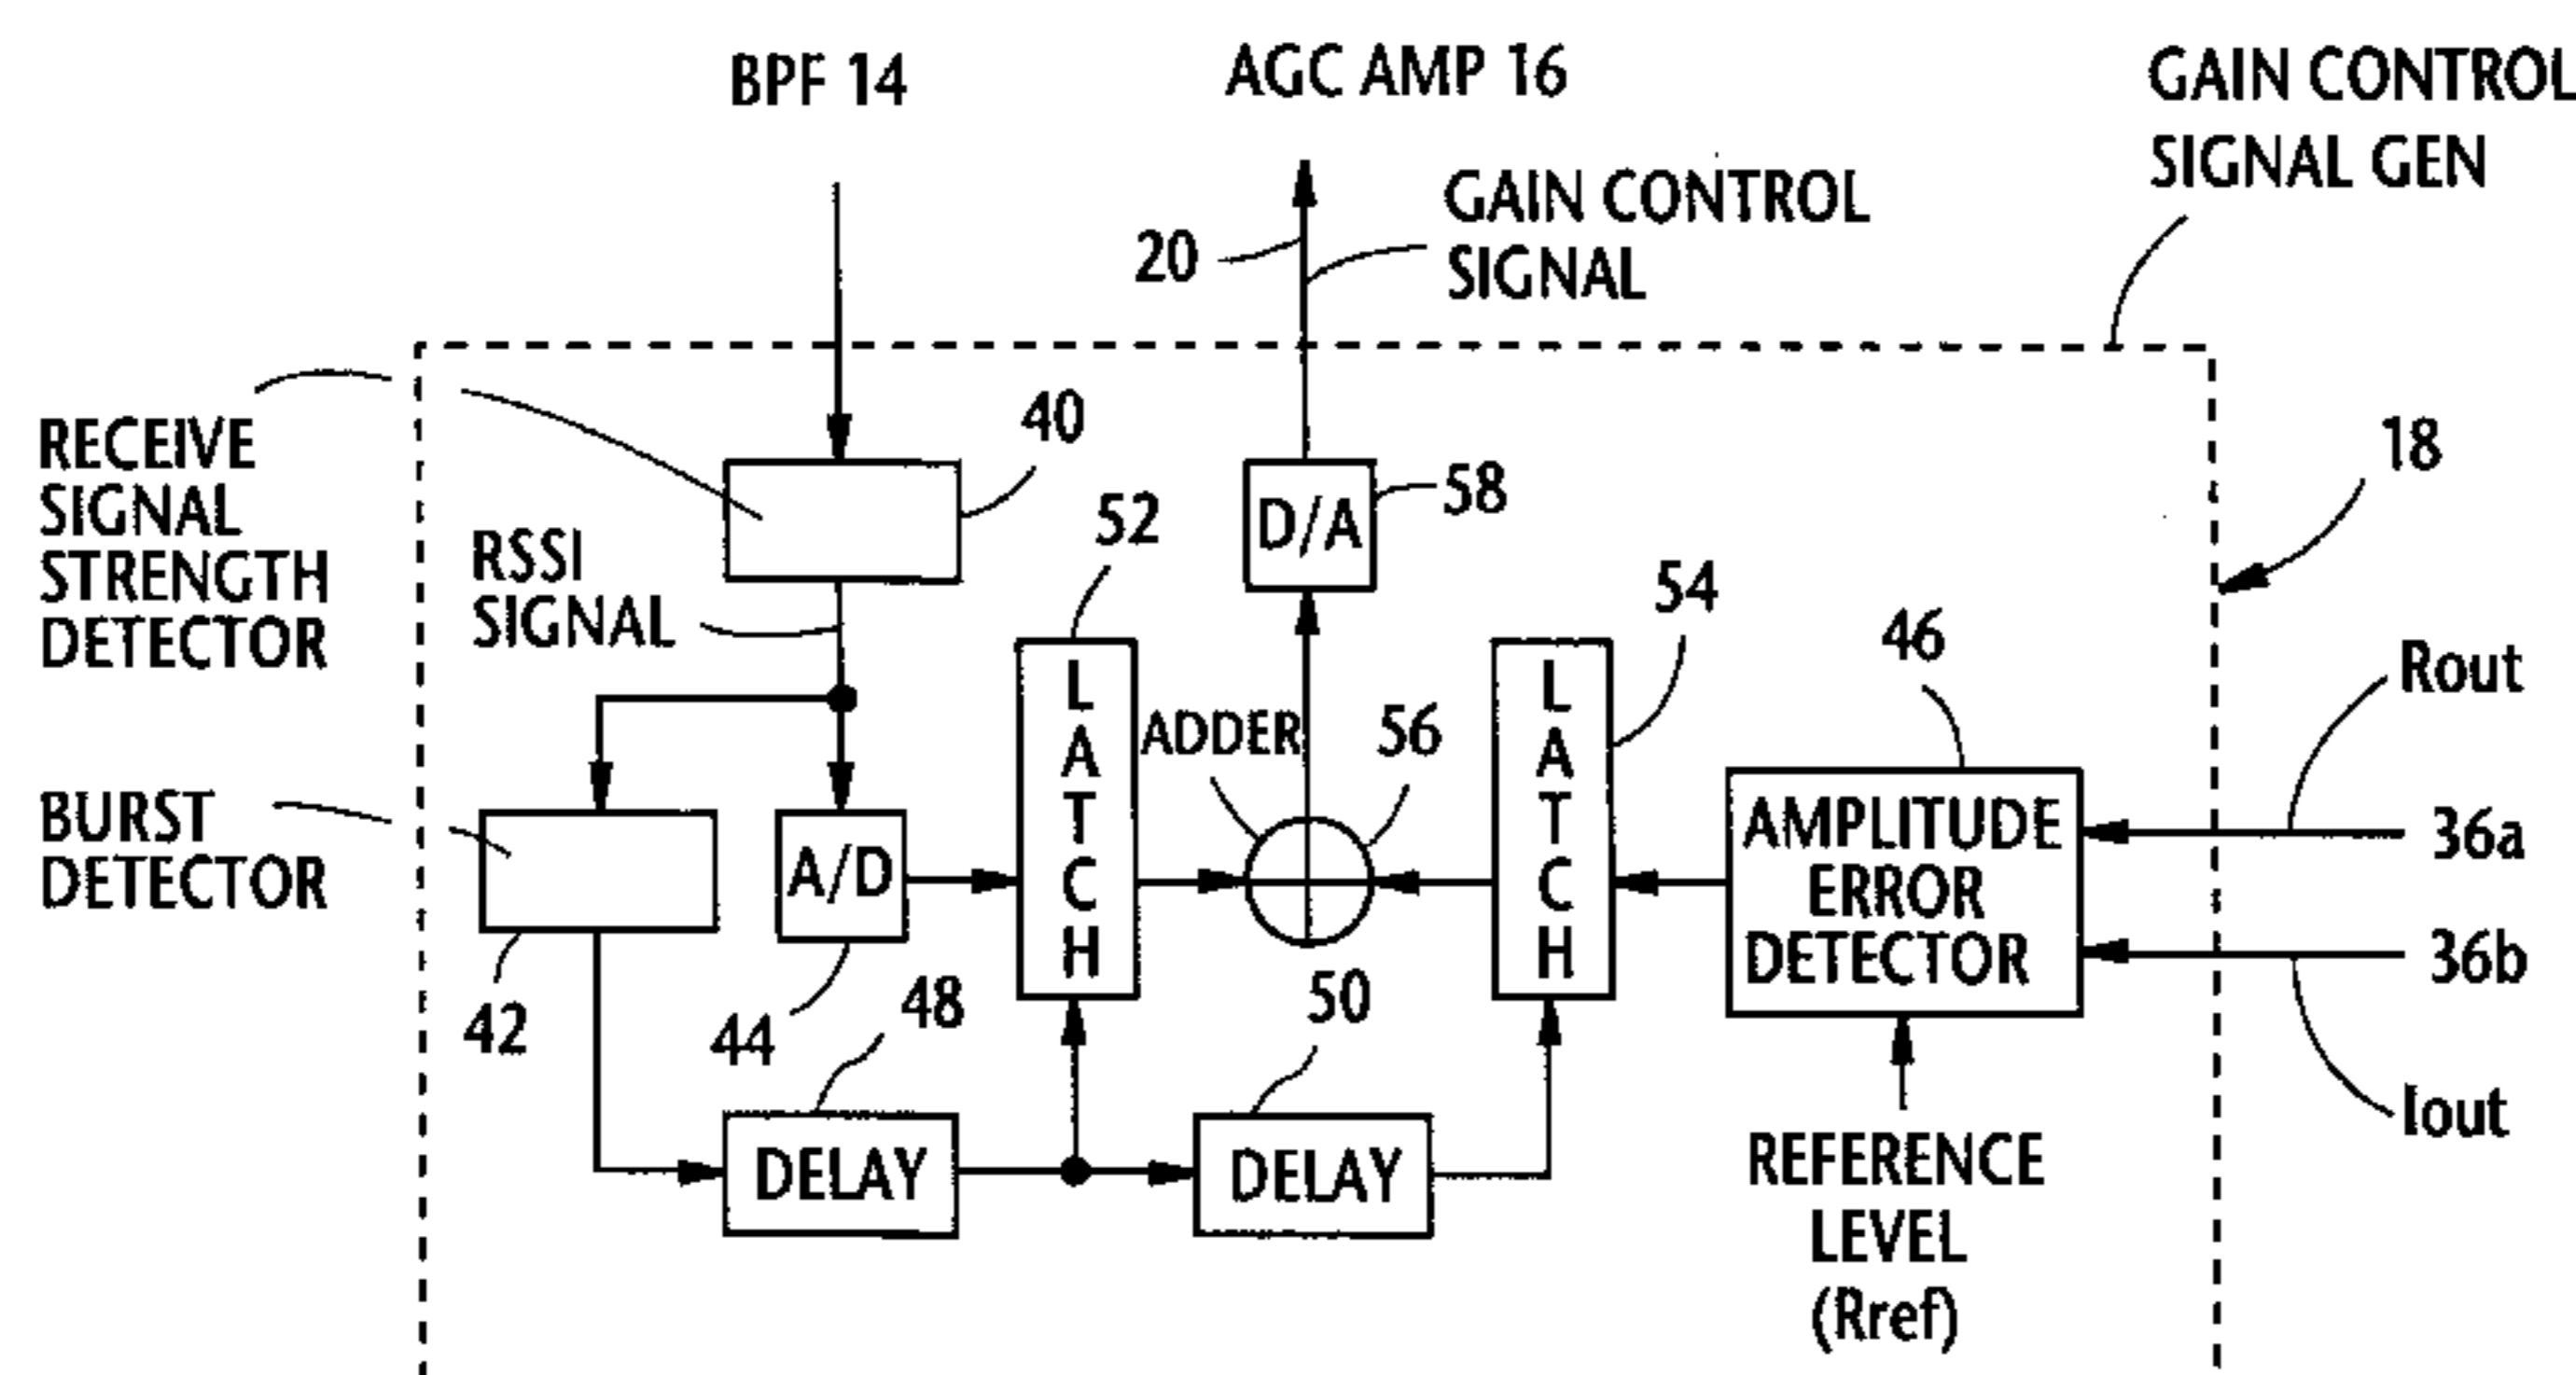 BPF 14
AGC AMP 16
GAIN CONTROL
SIGNAL GEN
20
GAIN CONTROL
SIGNAL
RECEIVE
SIGNAL
STRENGTH
DETECTOR
40
RSSI
SIGNAL
52
D/A
58
54
18
46
Rout
LATCH
ADDER
56
LATCH
BURST
DETECTOR
A/D
AMPLITUDE
ERROR
DETECTOR
36a
36b
42
44
48
50
Iout
DELAY
DELAY
REFERENCE
LEVEL
(Rref)